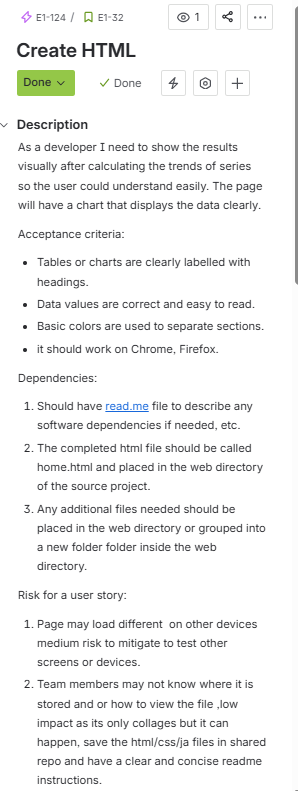 E1-124 / E1-32
1
Create HTML
Done
Done
Description
As a developer I need to show the results
visually after calculating the trends of series
so the user could understand easily. The page
will have a chart that displays the data clearly.
Acceptance criteria:
Tables or charts are clearly labelled with
headings.
Data values are correct and easy to read.
Basic colors are used to separate sections.
it should work on Chrome, Firefox.
Dependencies:
1. Should have read.me file to describe any
software dependencies if needed, etc.
2. The completed html file should be called
home.html and placed in the web directory
of the source project.
3. Any additional files needed should be
placed in the web directory or grouped into
a new folder folder inside the web
directory.
Risk for a user story:
1. Page may load different  on other devices
medium risk to mitigate to test other
screens or devices.
2. Team members may not know where it is
stored and or how to view the file ,low
impact as its only collages but it can
happen, save the html/css/ja files in shared
repo and have a clear and concise readme
instructions.